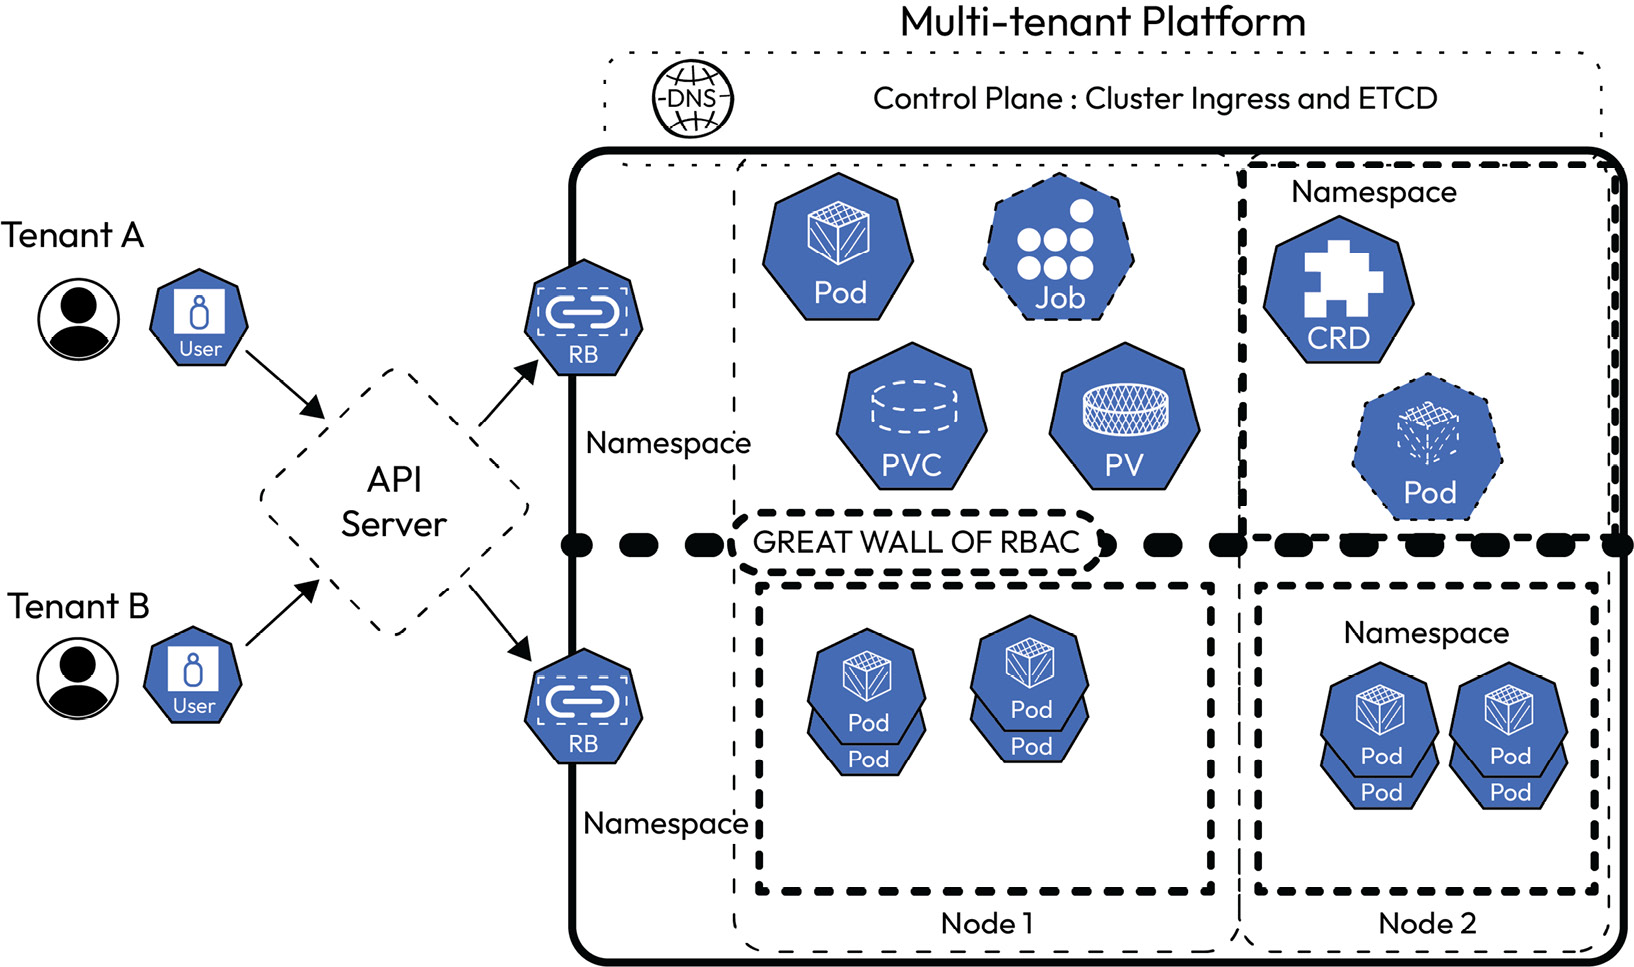 Multi-tenant Platform
DNS
Control Plane : Cluster Ingress and ETCD
Tenant A
User
API
Server
Tenant B
User
RB
Namespace
RB
Namespace
Pod
Job
PVC
PV
Namespace
CRD
Pod
GREAT WALL OF RBAC
Pod
Pod
Pod
Pod
Namespace
Pod
Pod
Pod
Pod
Node 1
Node 2